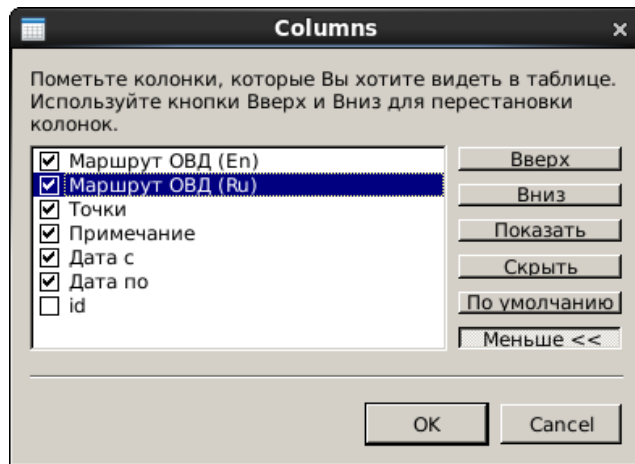 Columns
Пометьте колонки, которые Вы хотите видеть в таблице.
Используйте кнопки Вверх и Вниз для перестановки
колонок.
Маршрут ОВД (En)
Маршрут ОВД (Ru)
Точки
Примечание
Дата с
Дата по
id
Вверх
Вниз
Показать
Скрыть
По умолчанию
Меньше <<
OK
Cancel